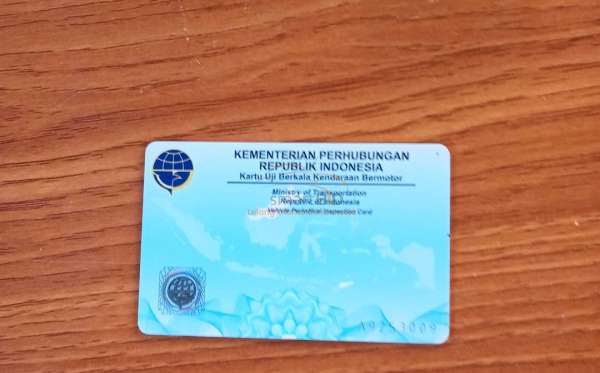 KEMENTERIAN PERHUBUNGAN
REPUBLIK INDONESIA
Kartu Uji Berkala Kendaraan Bermotor
Ministry of Transportation
Republic of Indonesia
Vehicle Periodical Inspection Card